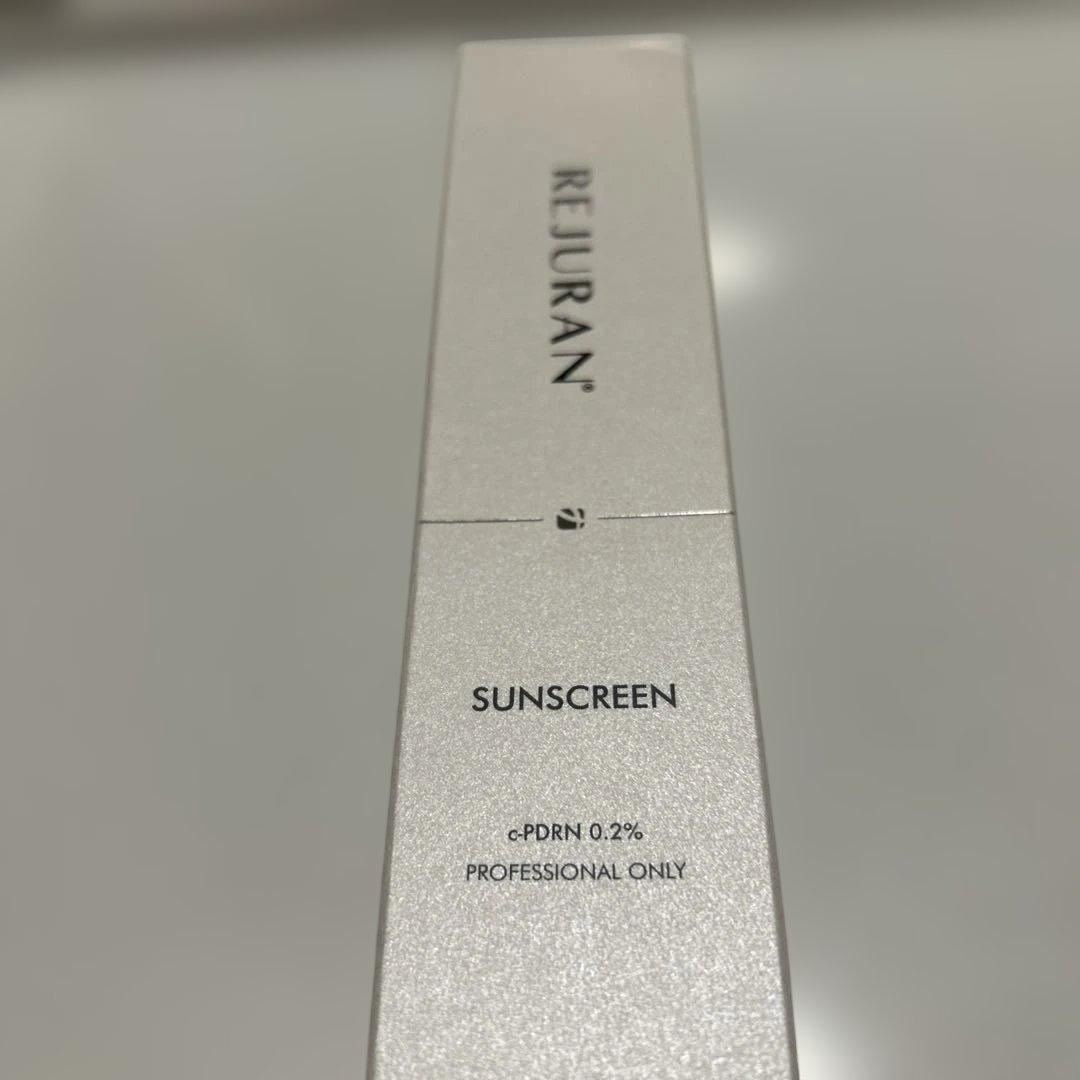 REJURAN®
SUNSCREEN
c-PDRN 0.2%
PROFESSIONAL ONLY